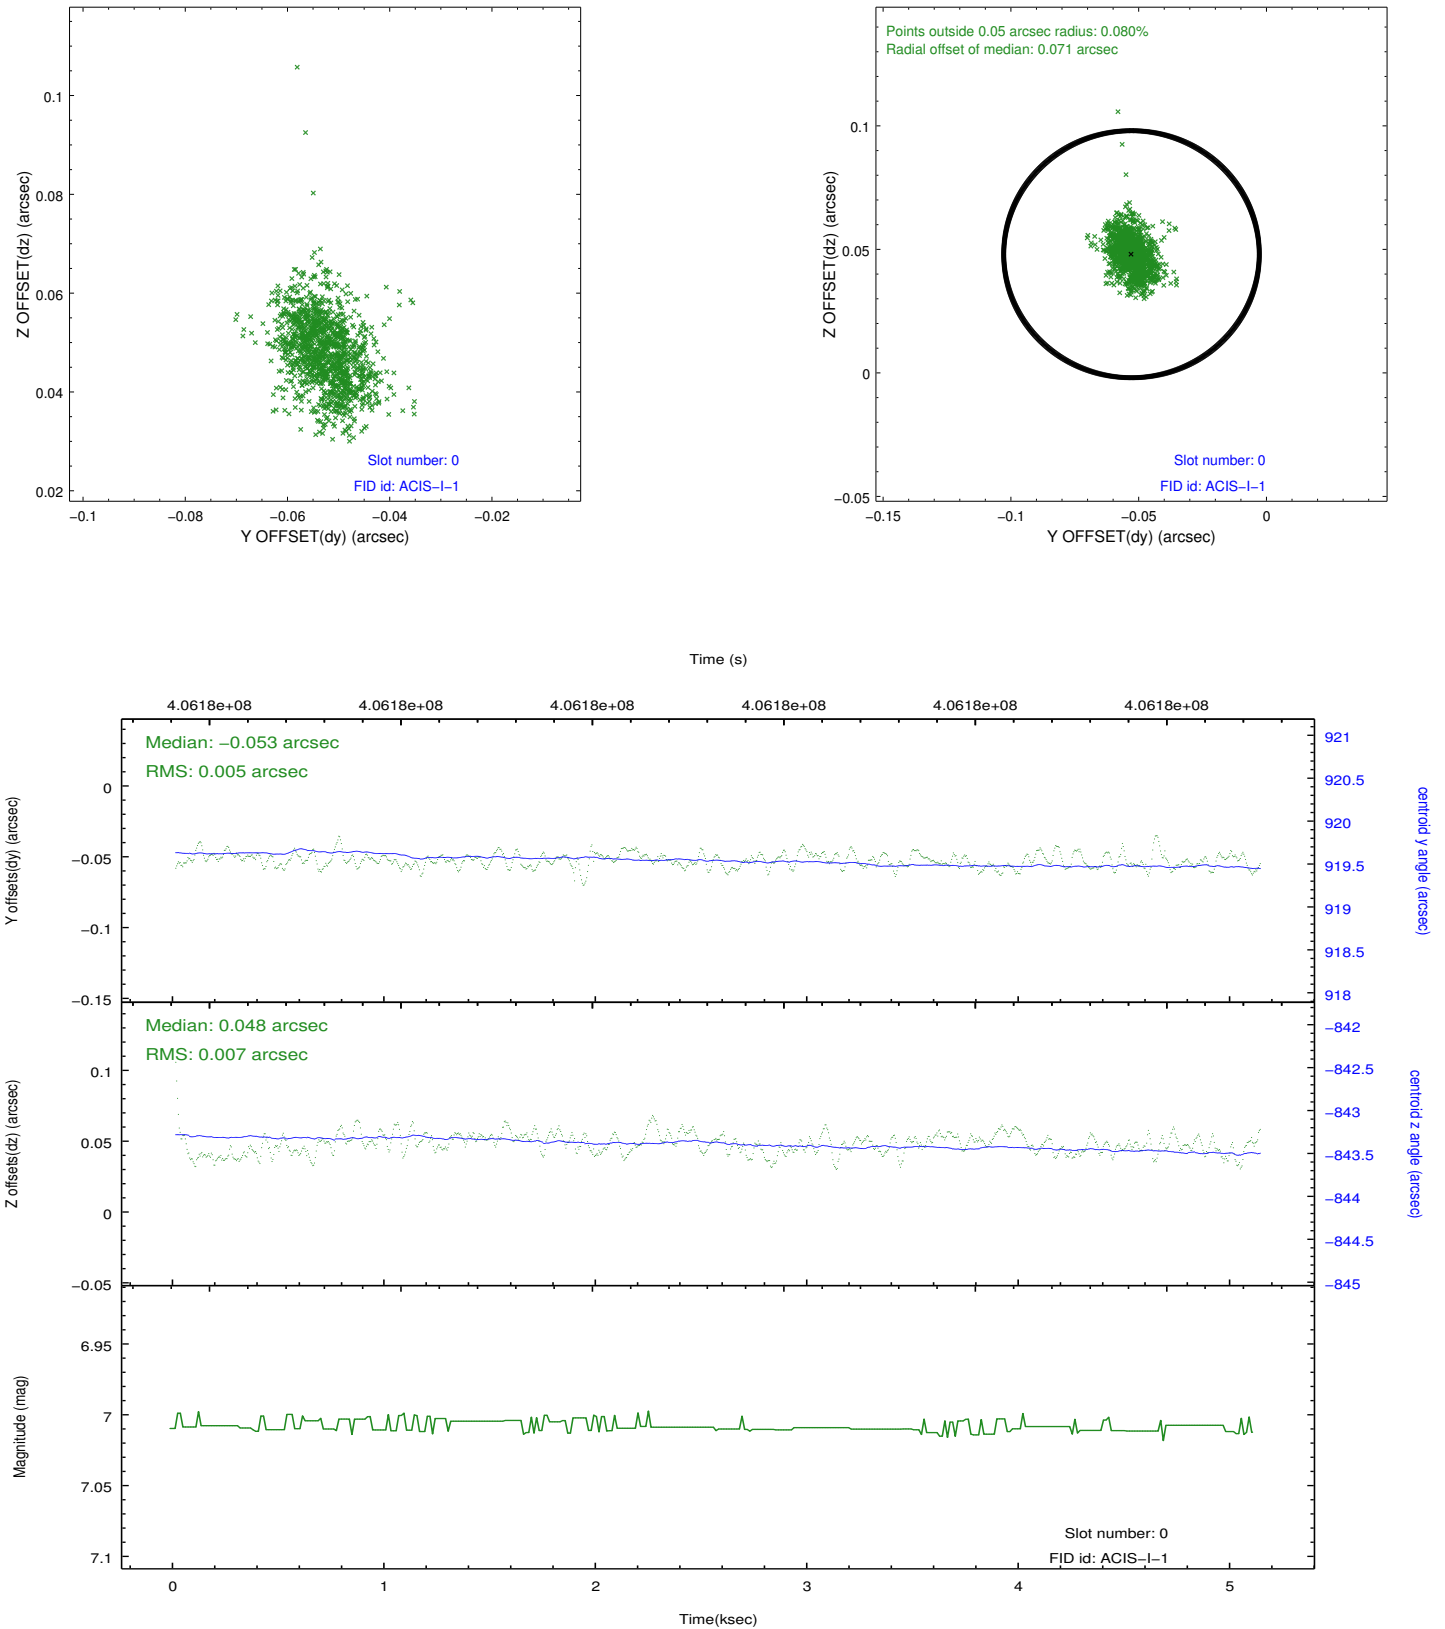 0.1
0.08
0.06
0.04
0.02
Z OFFSET(dz) (arcsec)
Slot number: 0
FID id: ACIS−I−1
−0.1 −0.08 −0.06 −0.04 −0.02
Y OFFSET(dy) (arcsec)
Points outside 0.05 arcsec radius: 0.080%
Radial offset of median: 0.071 arcsec
0.1
0.05
0
−0.05
Z OFFSET(dz) (arcsec)
Slot number: 0
FID id: ACIS−I−1
−0.15 −0.1 −0.05 0
Y OFFSET(dy) (arcsec)
Time (s)
4.0618e+08 4.0618e+08 4.0618e+08 4.0618e+08 4.0618e+08 4.0618e+08
Median: −0.053 arcsec
RMS: 0.005 arcsec
0
−0.05
−0.1
−0.15
Y offsets(dy) (arcsec)
921
920.5
920
919.5
919
918.5
918
centroid y angle (arcsec)
Median: 0.048 arcsec
RMS: 0.007 arcsec
0.1
0.05
0
−0.05
Z offsets(dz) (arcsec)
−842
−842.5
−843
−843.5
−844
−844.5
−845
centroid z angle (arcsec)
6.95
7
7.05
7.1
Magnitude (mag)
Slot number: 0
FID id: ACIS−I−1
0 1 2 3 4 5
Time(ksec)